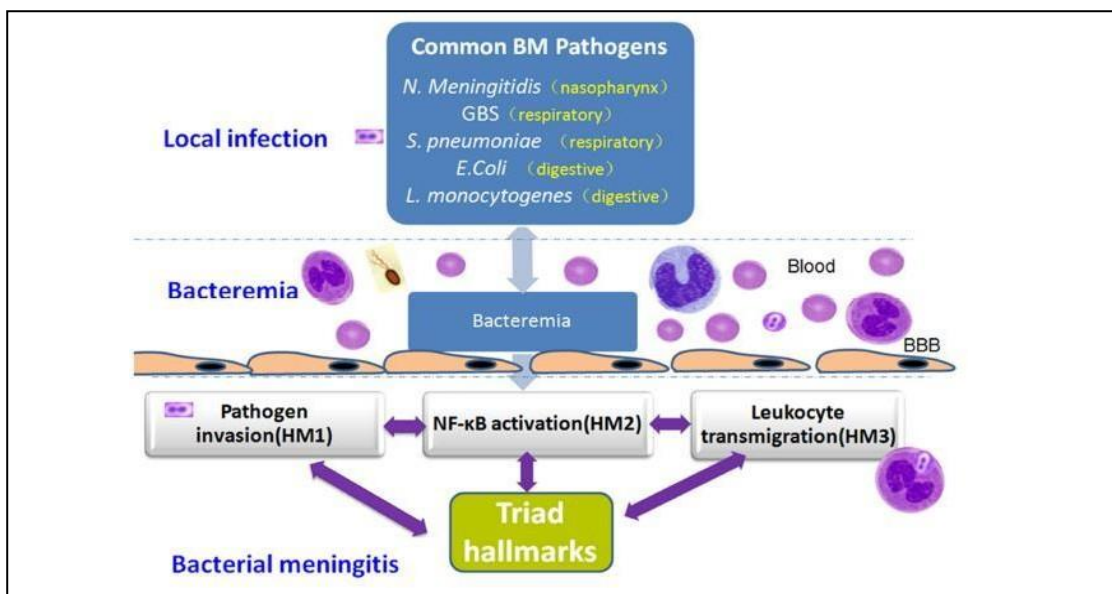 Common BM Pathogens
N. Meningitidis（nasopharynx）
GBS（respiratory）
S. pneumoniae（respiratory）
E.Coli （digestive）
L. monocytogenes（digestive）
Local infection
Blood
Bacteremia
Bacteremia
BBB
Pathogen
invasion(HM1)
NF-κB activation(HM2)
Leukocyte
transmigration(HM3)
Triad
hallmarks
Bacterial meningitis